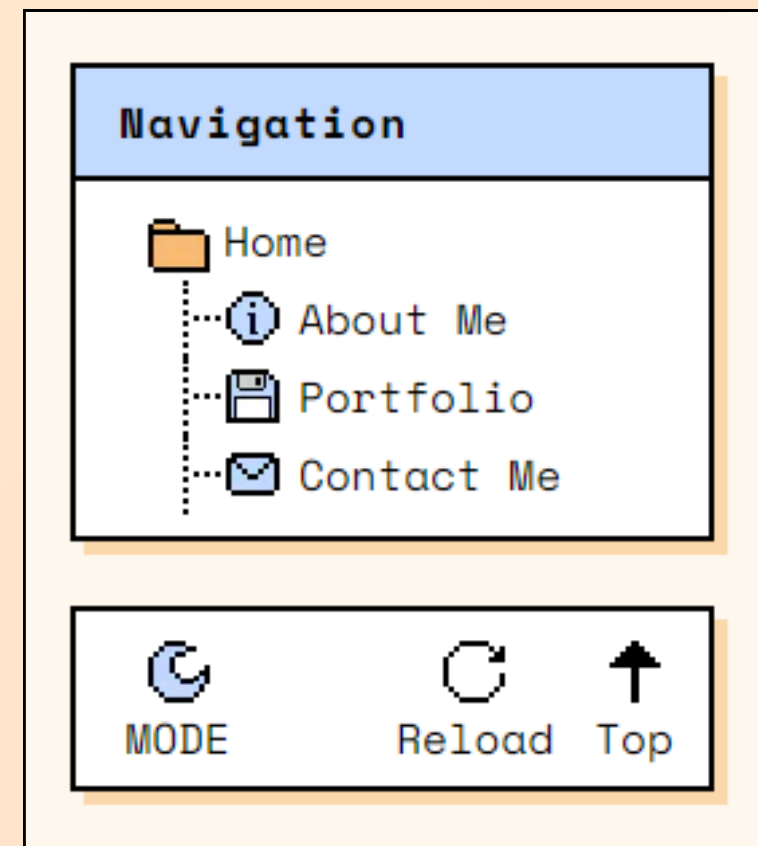 Navigation
Home
About Me
Portfolio
Contact Me
MODE Reload Top